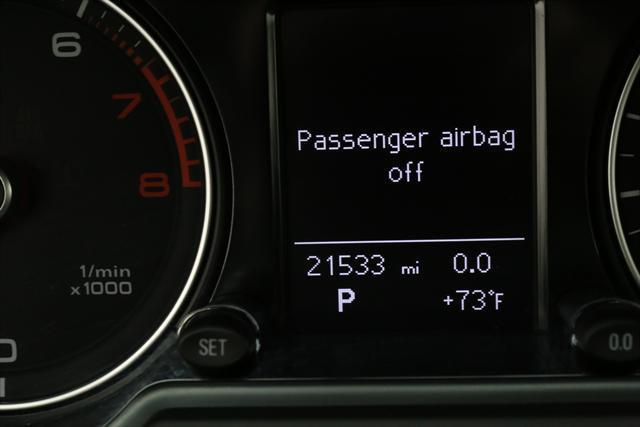 6
7
8
1/min
x1000
Passenger airbag
off
21533 mi 0.0
P +73°F
SET
0.0